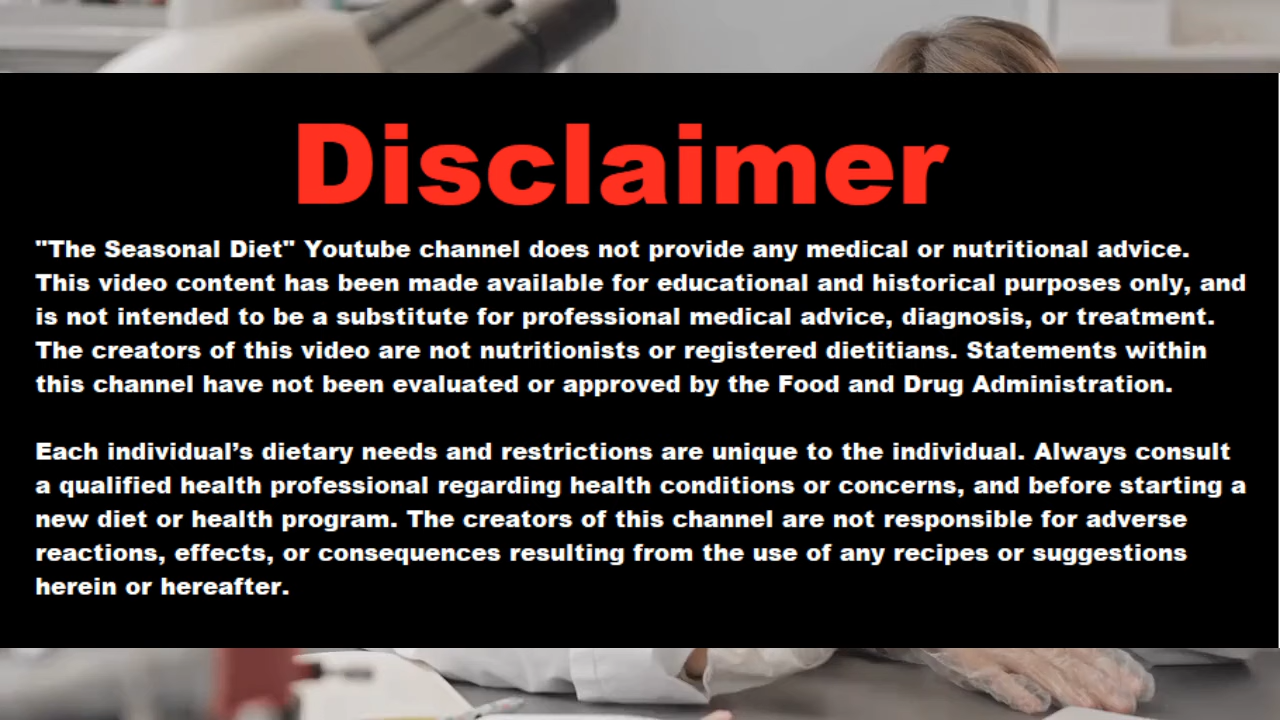 Disclaimer
"The Seasonal Diet" Youtube channel does not provide any medical or nutritional advice.
This video content has been made available for educational and historical purposes only, and
is not intended to be a substitute for professional medical advice, diagnosis, or treatment.
The creators of this video are not nutritionists or registered dietitians. Statements within
this channel have not been evaluated or approved by the Food and Drug Administration.
Each individual’s dietary needs and restrictions are unique to the individual. Always consult
a qualified health professional regarding health conditions or concerns, and before starting a
new diet or health program. The creators of this channel are not responsible for adverse
reactions, effects, or consequences resulting from the use of any recipes or suggestions
herein or hereafter.